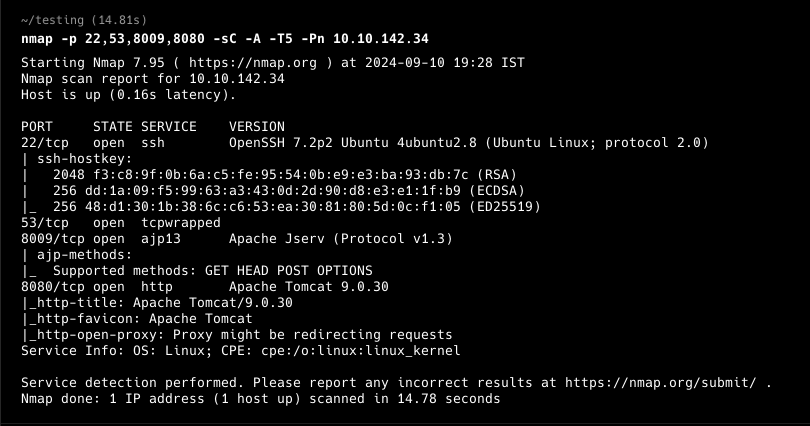 ~/testing (14.81s)
nmap -p 22,53,8009,8080 -sC -A -T5 -Pn 10.10.142.34
Starting Nmap 7.95 ( https://nmap.org ) at 2024-09-10 19:28 IST
Nmap scan report for 10.10.142.34
Host is up (0.16s latency).

PORT     STATE SERVICE    VERSION
22/tcp   open  ssh        OpenSSH 7.2p2 Ubuntu 4ubuntu2.8 (Ubuntu Linux; protocol 2.0)
| ssh-hostkey:
|   2048 f3:c8:9f:0b:6a:c5:fe:95:54:0b:e9:e3:ba:93:db:7c (RSA)
|   256 dd:1a:09:f5:99:63:a3:43:0d:2d:90:d8:e3:e1:1f:b9 (ECDSA)
|_  256 48:d1:30:1b:38:6c:c6:53:ea:30:81:80:5d:0c:f1:05 (ED25519)
53/tcp   open  tcpwrapped
8009/tcp open  ajp13      Apache Jserv (Protocol v1.3)
| ajp-methods:
|_  Supported methods: GET HEAD POST OPTIONS
8080/tcp open  http       Apache Tomcat 9.0.30
|_http-title: Apache Tomcat/9.0.30
|_http-favicon: Apache Tomcat
|_http-open-proxy: Proxy might be redirecting requests
Service Info: OS: Linux; CPE: cpe:/o:linux:linux_kernel

Service detection performed. Please report any incorrect results at https://nmap.org/submit/ .
Nmap done: 1 IP address (1 host up) scanned in 14.78 seconds